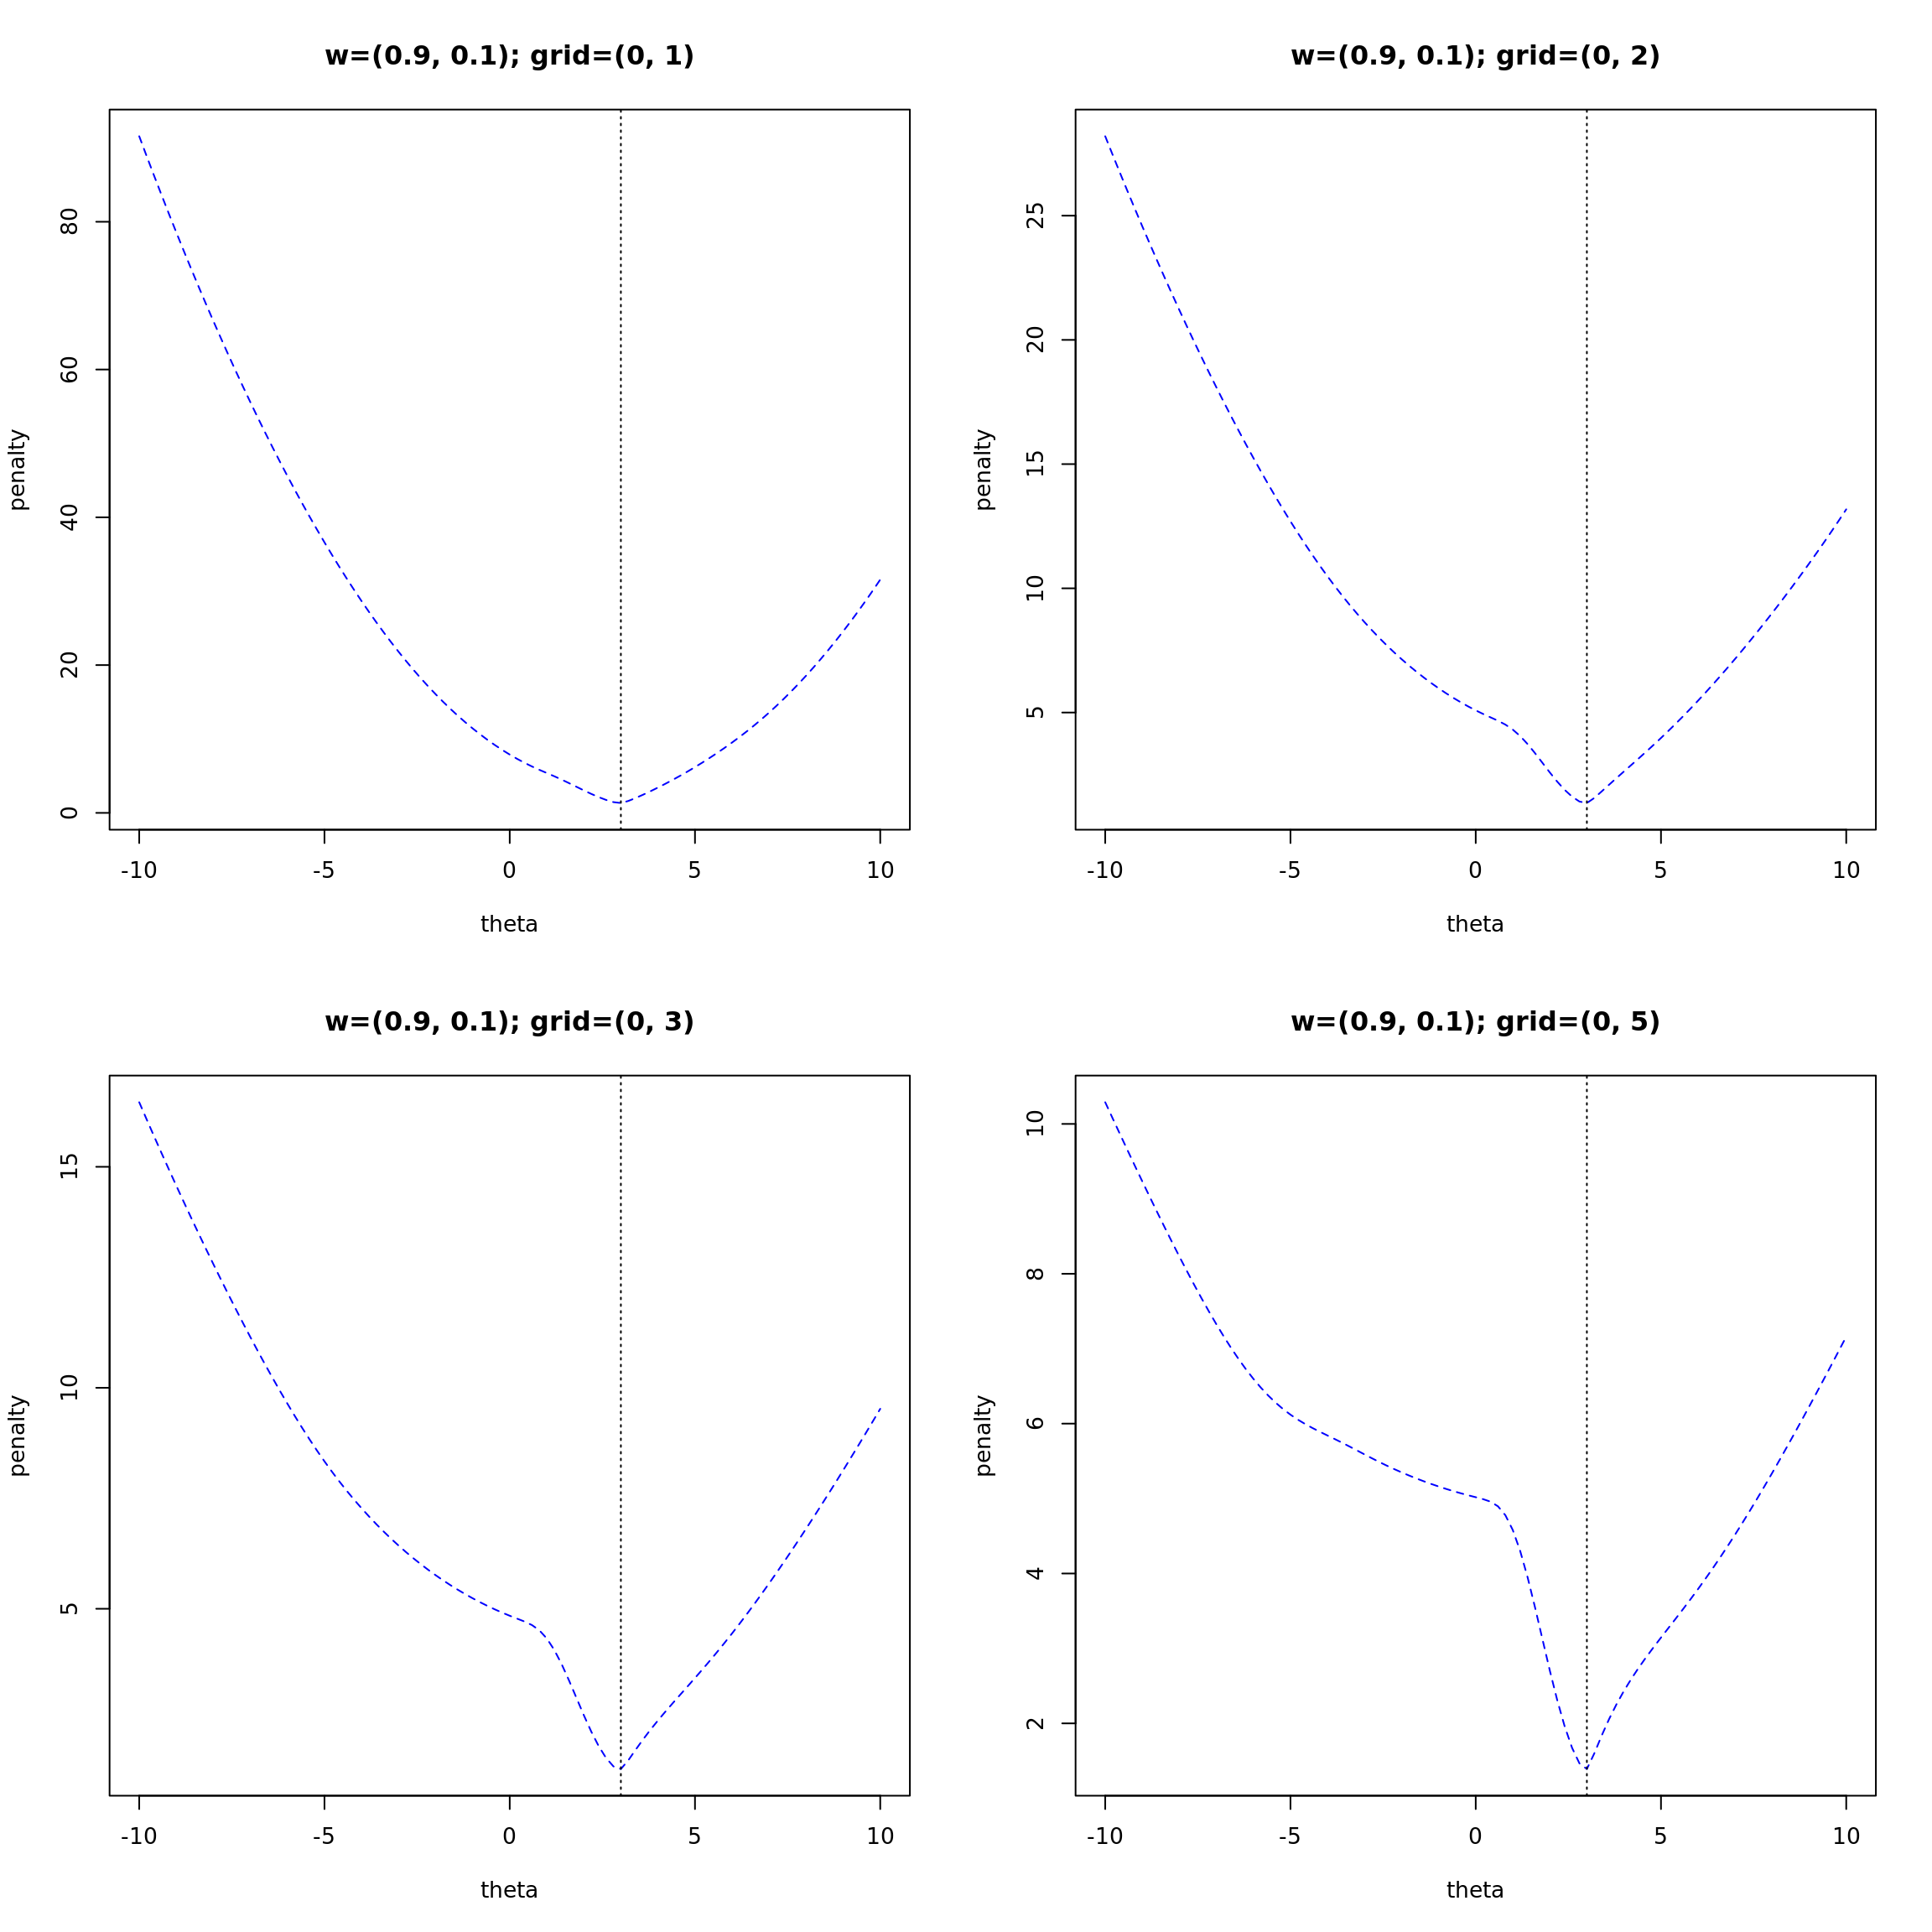 w=(0.9, 0.1); grid=(0, 1)
penalty
0
20
40
60
80
-10 -5 0 5 10
theta
w=(0.9, 0.1); grid=(0, 2)
penalty
5
10
15
20
25
-10 -5 0 5 10
theta
w=(0.9, 0.1); grid=(0, 3)
penalty
5
10
15
-10 -5 0 5 10
theta
w=(0.9, 0.1); grid=(0, 5)
penalty
2
4
6
8
10
-10 -5 0 5 10
theta